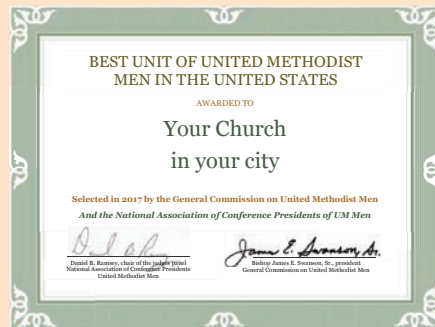 BEST UNIT OF UNITED METHODIST
MEN IN THE UNITED STATES
AWARDED TO
Your Church
in your city
Selected in 2017 by the General Commission on United Methodist Men
And the National Association of Conference Presidents of UM Men
James E. Swanson, Sr.
Daniel R. Ramsey, chair of the judges panel
National Association of Conference Presidents
United Methodist Men
Bishop James E. Swanson, Sr., president
General Commission on United Methodist Men